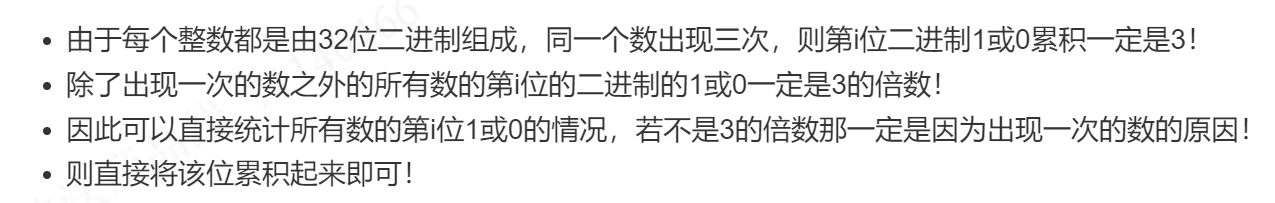 • 由于每个整数都是由32位二进制组成，同一个数出现三次，则第i位二进制1或0累积一定是3！
• 除了出现一次的数之外的所有数的第i位的二进制的1或0一定是3的倍数！
• 因此可以直接统计所有数的第i位1或0的情况，若不是3的倍数那一定是因为出现一次的数的原因！
• 则直接将该位累积起来即可！